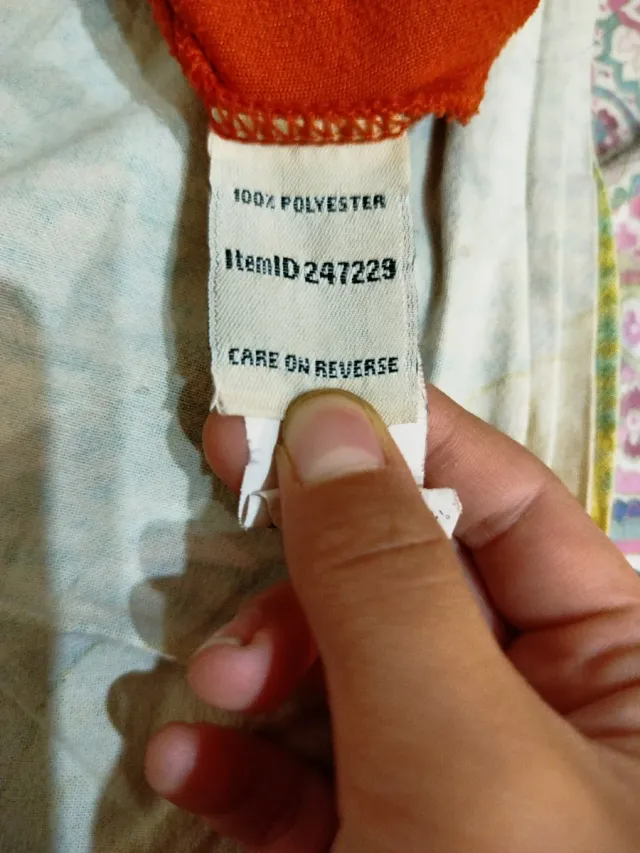 100% POLYESTER
ItemID 247229
CARE ON REVERSE